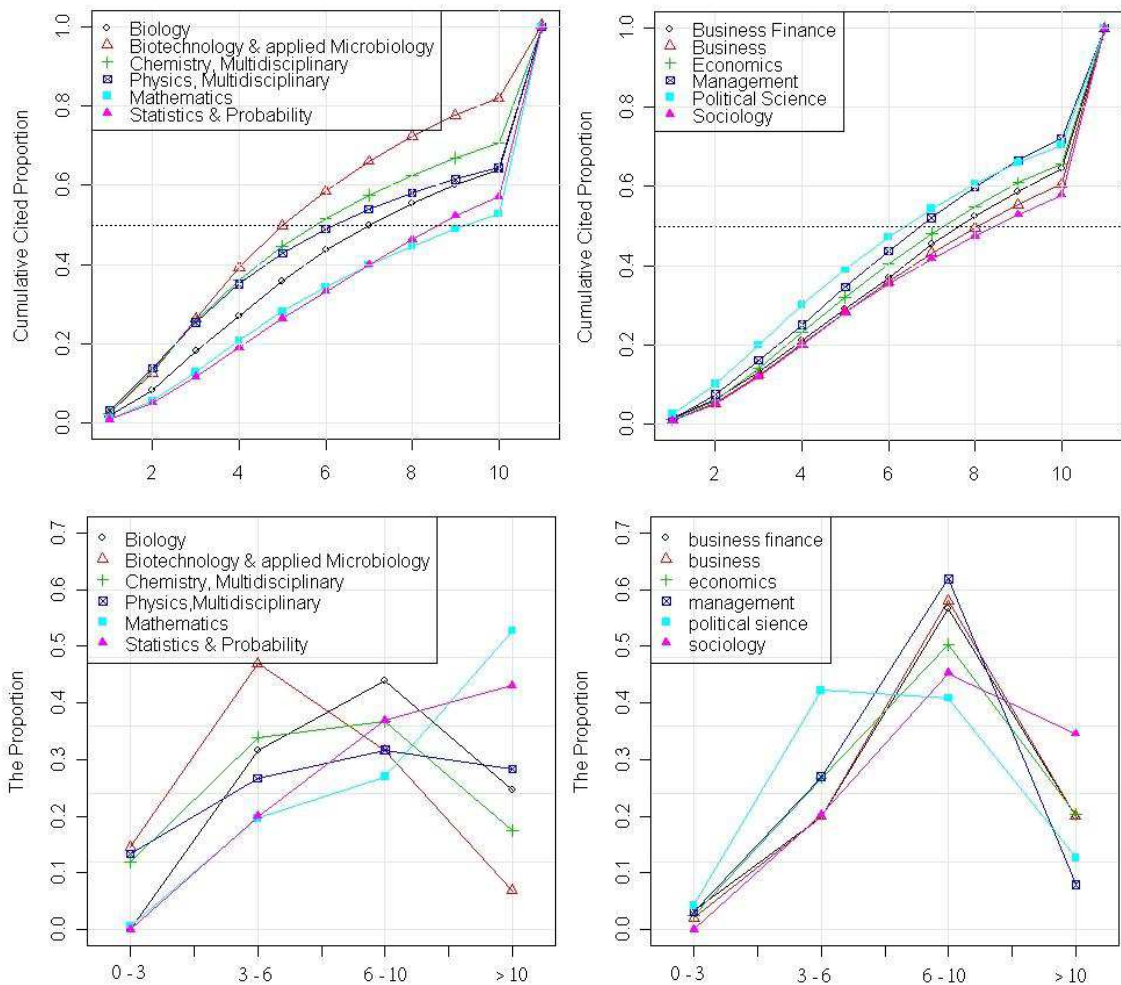 Cumulative Cited Proportion
1.0
0.8
0.6
0.4
0.2
0.0
Biology
Biotechnology & applied Microbiology
Chemistry, Multidisciplinary
Physics, Multidisciplinary
Mathematics
Statistics & Probability
2 4 6 8 10
Cumulative Cited Proportion
1.0
0.8
0.6
0.4
0.2
0.0
Business Finance
Business
Economics
Management
Political Science
Sociology
2 4 6 8 10
The Proportion
0.7
0.6
0.5
0.4
0.3
0.2
0.1
0.0
Biology
Biotechnology & applied Microbiology
Chemistry, Multidisciplinary
Physics,Multidisciplinary
Mathematics
Statistics & Probability
0 - 3 3 - 6 6 - 10 > 10
The Proportion
0.7
0.6
0.5
0.4
0.3
0.2
0.1
0.0
business finance
business
economics
management
political sience
sociology
0 - 3 3 - 6 6 - 10 > 10